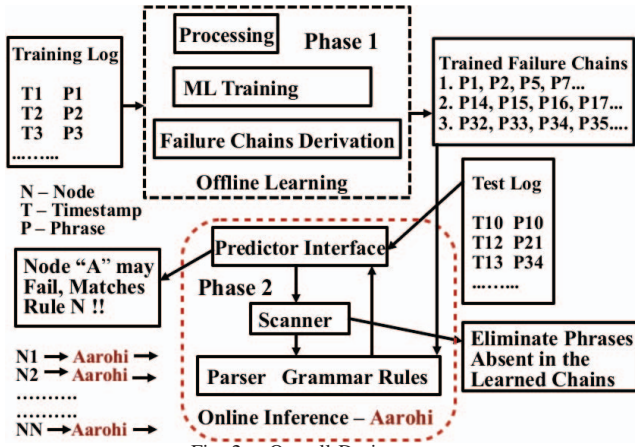 Training Log
T1 P1
T2 P2
T3 P3
...……...
Processing
Phase 1
ML Training
Failure Chains Derivation
Offline Learning
Trained Failure Chains
1. P1, P2, P5, P7...
2. P14, P15, P16, P17...
3. P32, P33, P34, P35....
N – Node
T – Timestamp
P – Phrase
Test Log
T10 P10
T12 P21
T13 P34
...……...
Node "A" may
Fail, Matches
Rule N !!
Predictor Interface
Phase 2
Scanner
Parser Grammar Rules
Online Inference – Aarohi
Eliminate Phrases
Absent in the
Learned Chains
N1 Aarohi
N2 Aarohi
...........
...........
NN Aarohi